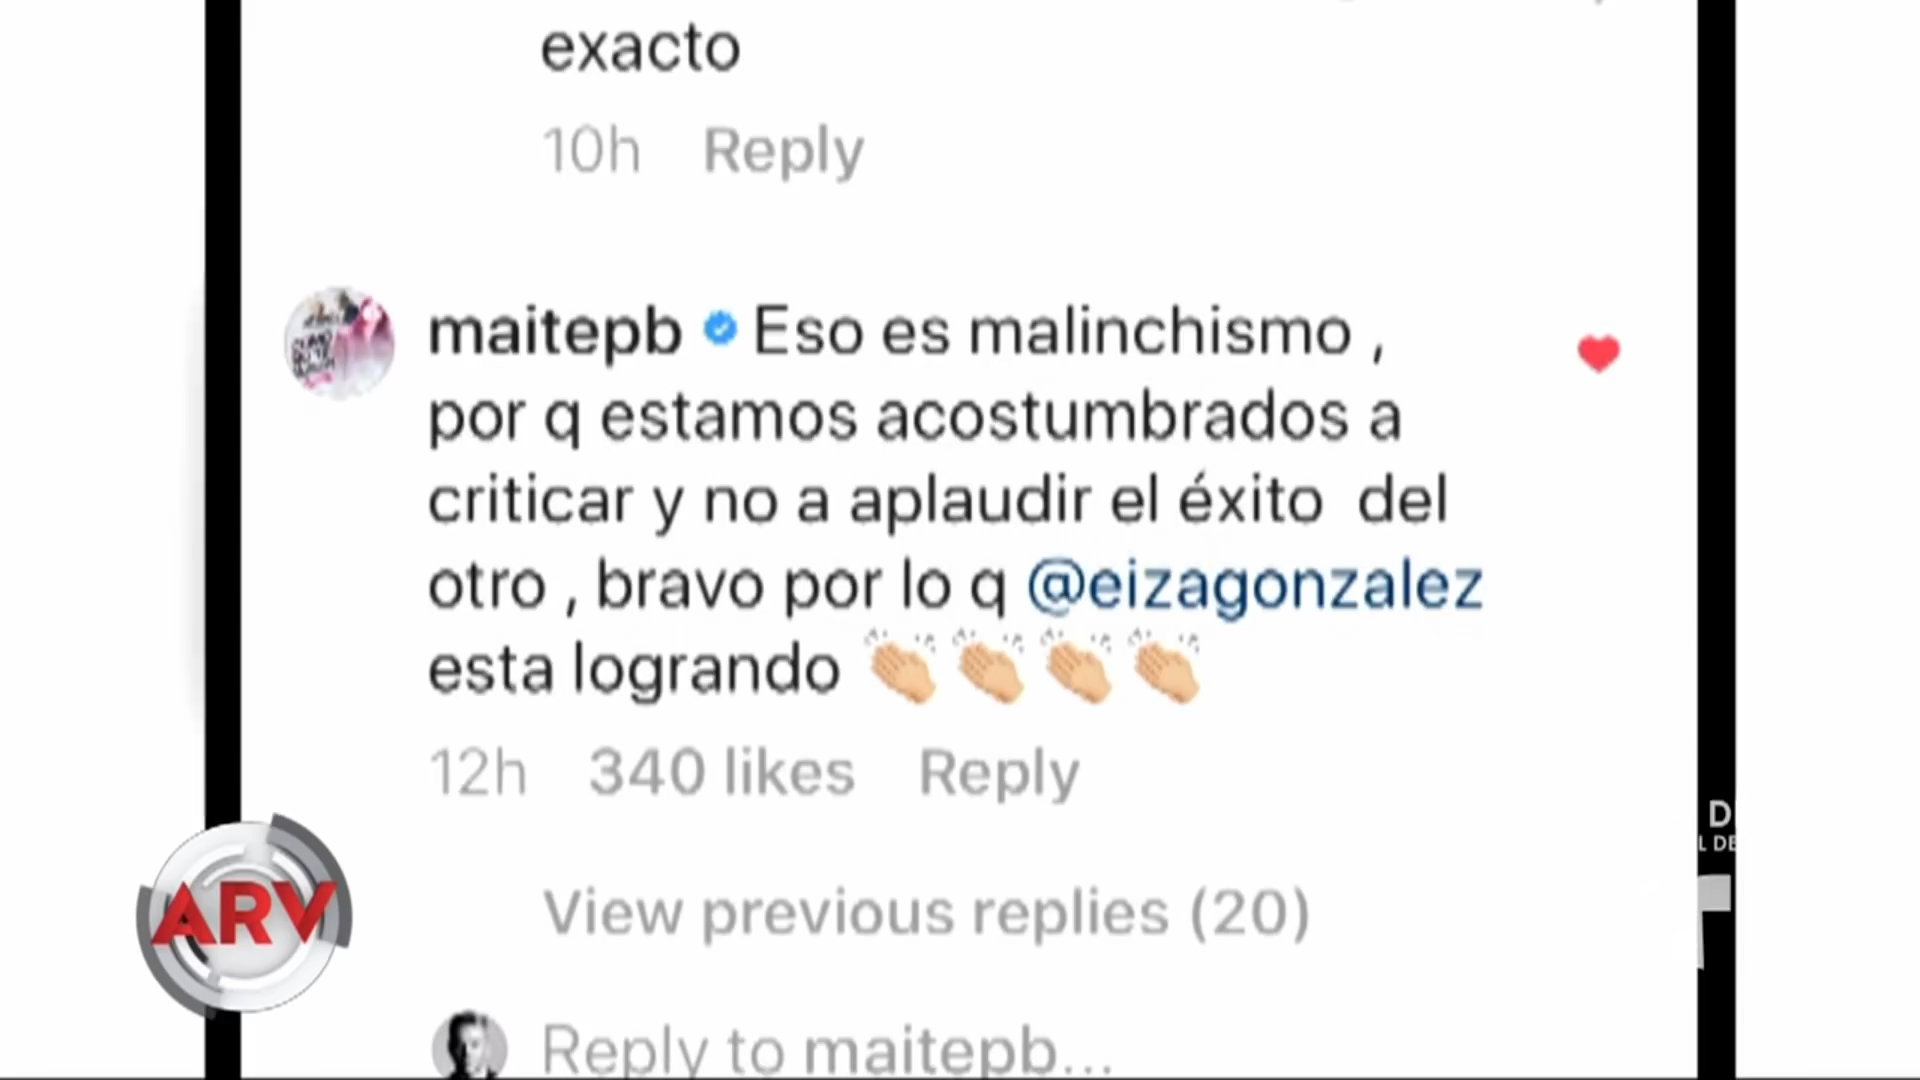 exacto
10h Reply
maitepb Eso es malinchismo ,
por q estamos acostumbrados a
criticar y no a aplaudir el éxito  del
otro , bravo por lo q @eizagonzalez
esta logrando 👏🏼👏🏼👏🏼👏🏼
12h 340 likes Reply
D
L DE
ARV
View previous replies (20)
Reply to maitepb...